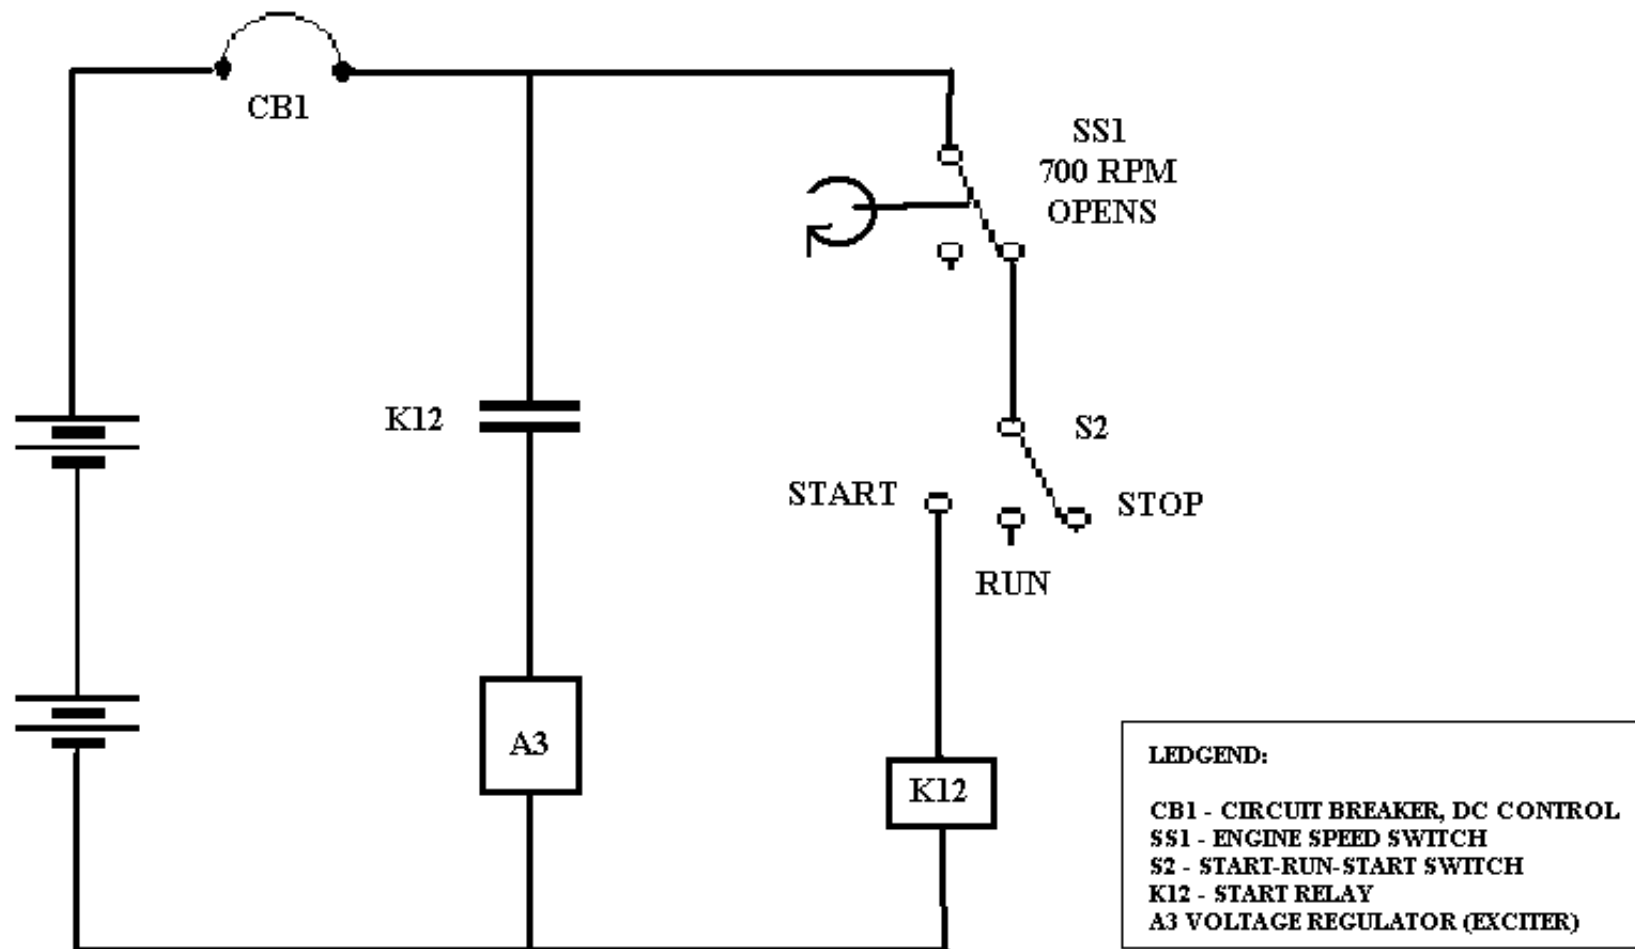 CB1
SS1
700 RPM
OPENS
K12
S2
START
STOP
RUN
A3
K12
LEDGEND:
CB1 - CIRCUIT BREAKER, DC CONTROL
SS1 - ENGINE SPEED SWITCH
S2 - START-RUN-START SWITCH
K12 - START RELAY
A3 VOLTAGE REGULATOR (EXCITER)